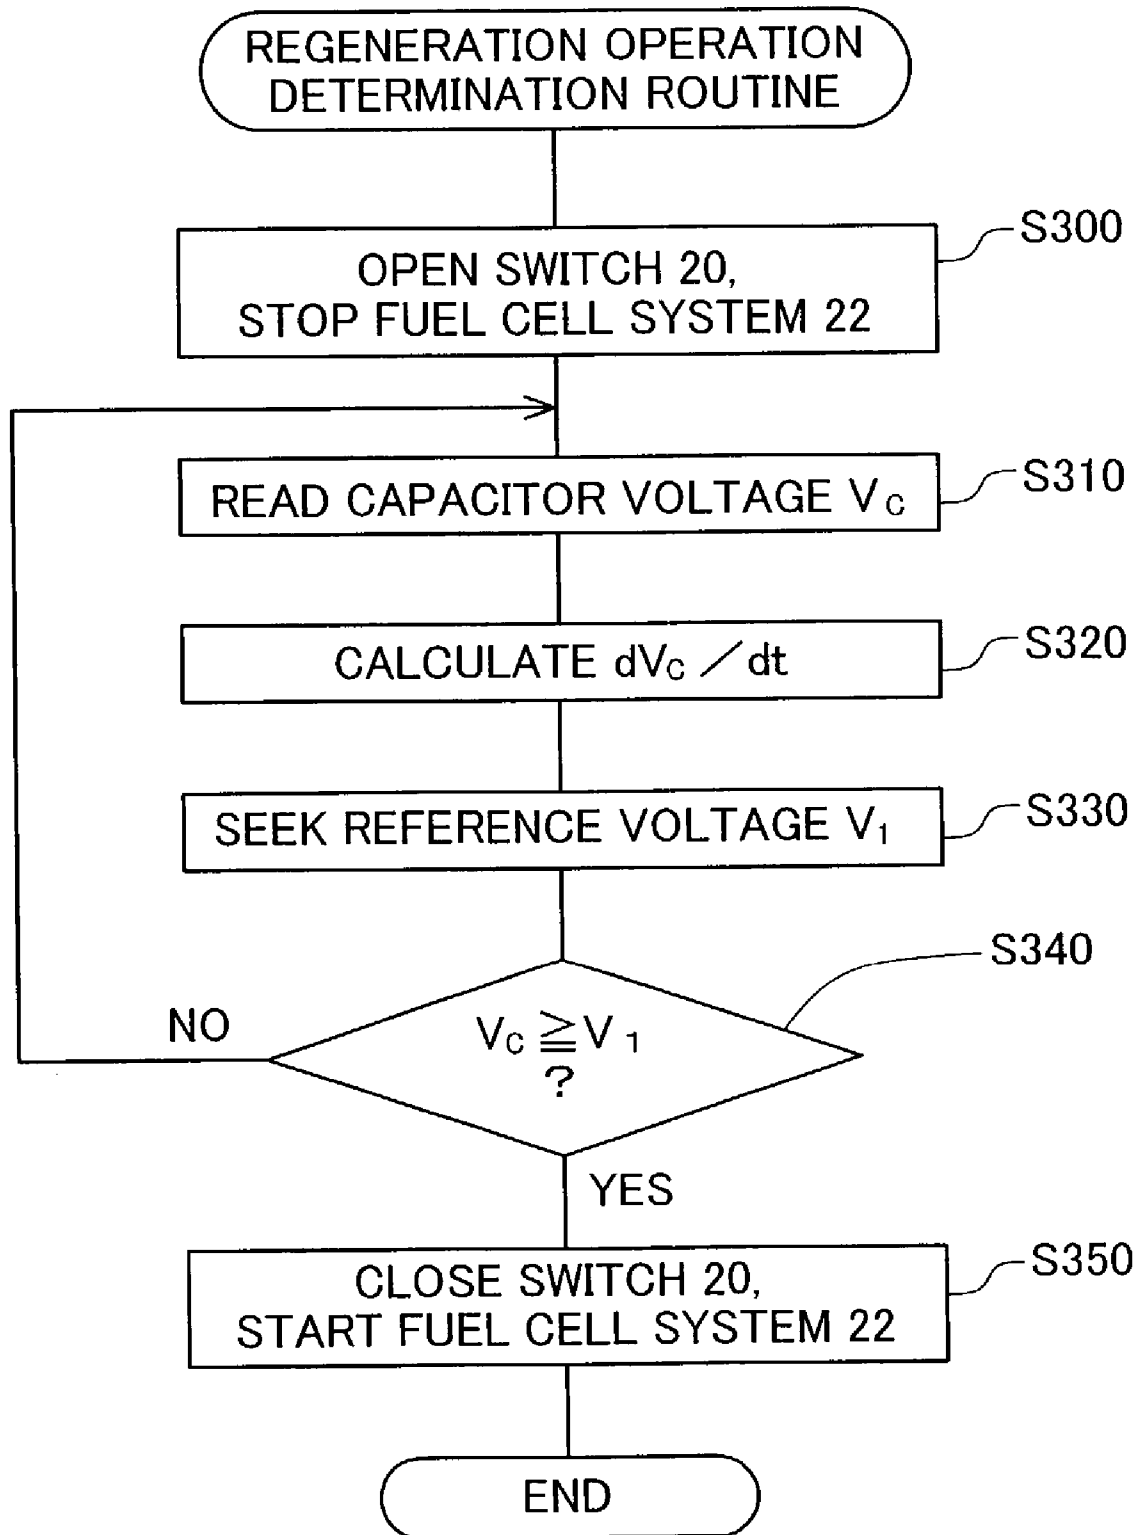 REGENERATION OPERATION
DETERMINATION ROUTINE
S300
OPEN SWITCH 20,
STOP FUEL CELL SYSTEM 22
S310
READ CAPACITOR VOLTAGE VC
S320
CALCULATE dVC ／dt
S330
SEEK REFERENCE VOLTAGE V1
S340
NO
VC ≧ V1
?
YES
S350
CLOSE SWITCH 20,
START FUEL CELL SYSTEM 22
END